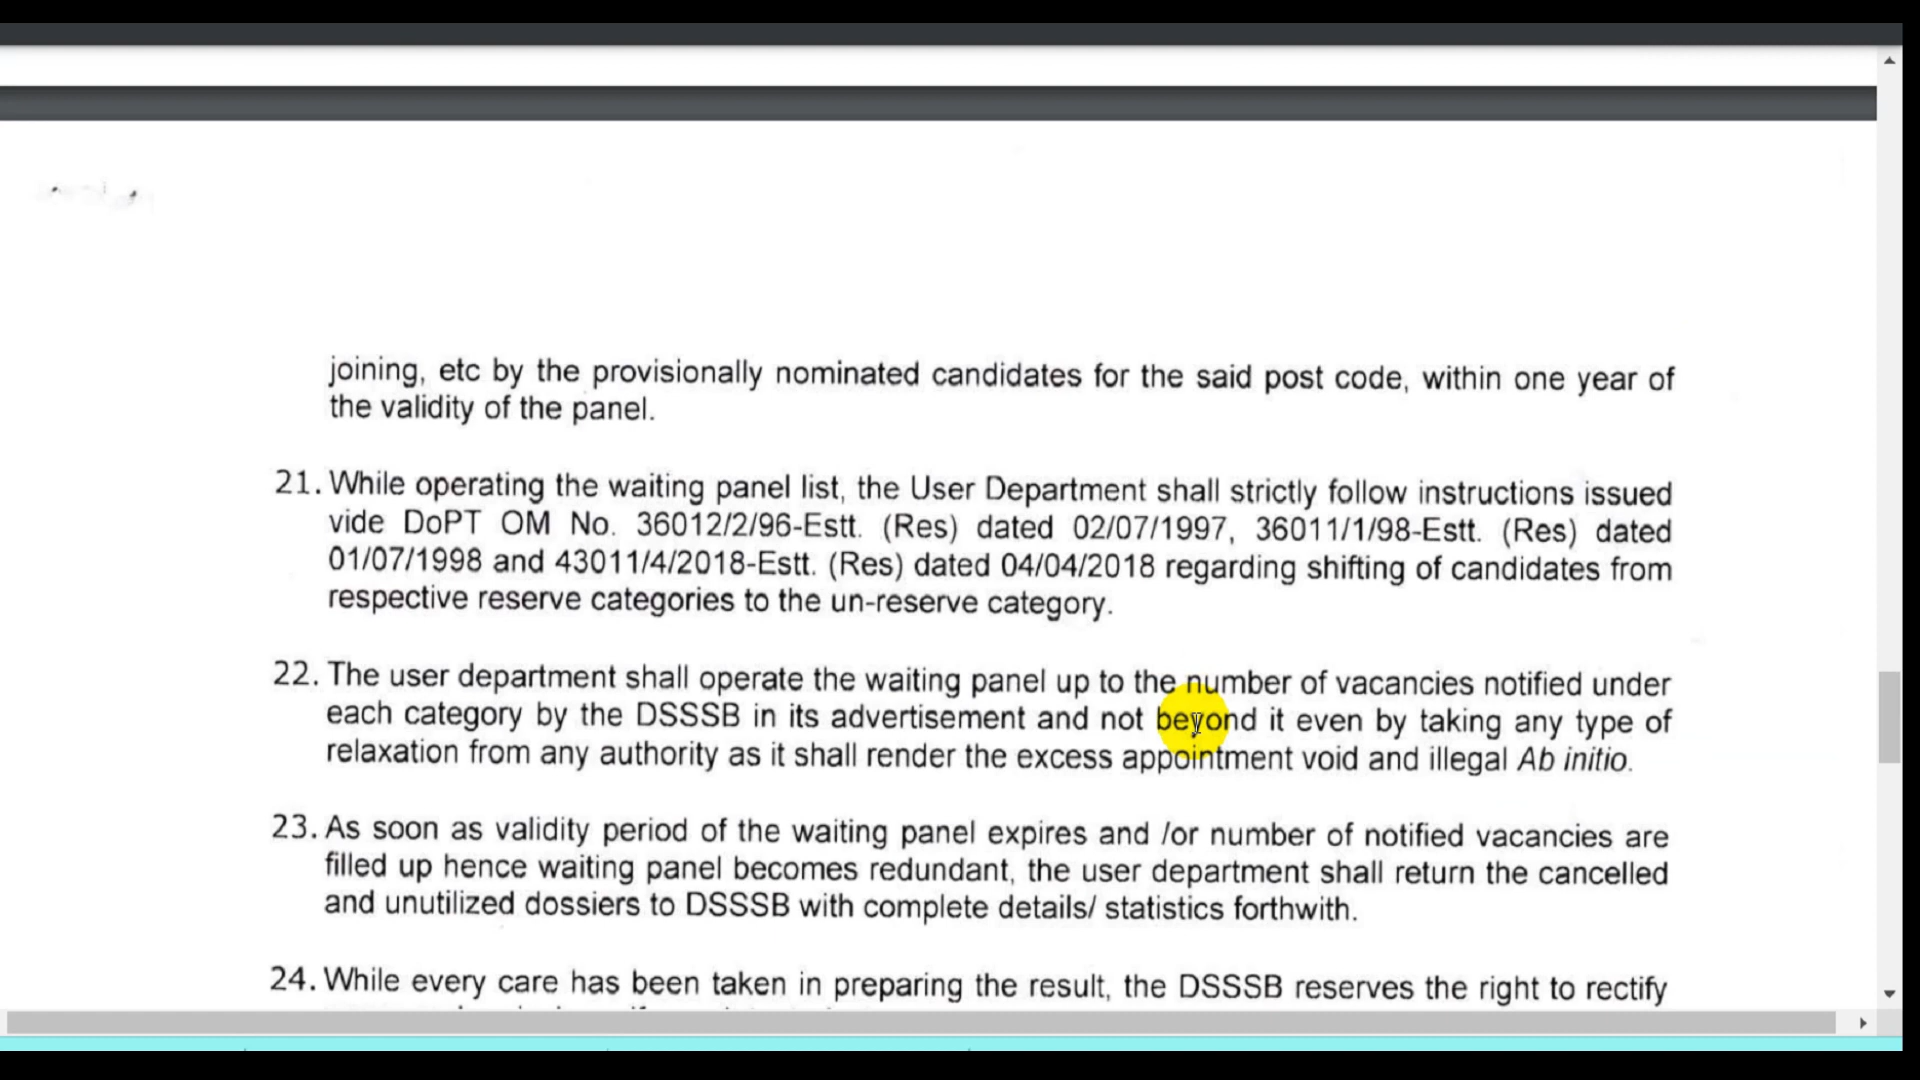 joining, etc by the provisionally nominated candidates for the said post code, within one year of
the validity of the panel.
21. While operating the waiting panel list, the User Department shall strictly follow instructions issued
vide DoPT OM No. 36012/2/96-Estt. (Res) dated 02/07/1997, 36011/1/98-Estt. (Res) dated
01/07/1998 and 43011/4/2018-Estt. (Res) dated 04/04/2018 regarding shifting of candidates from
respective reserve categories to the un-reserve category.
22. The user department shall operate the waiting panel up to the number of vacancies notified under
each category by the DSSSB in its advertisement and not beyond it even by taking any type of
relaxation from any authority as it shall render the excess appointment void and illegal Ab initio.
23. As soon as validity period of the waiting panel expires and /or number of notified vacancies are
filled up hence waiting panel becomes redundant, the user department shall return the cancelled
and unutilized dossiers to DSSSB with complete details/ statistics forthwith.
24. While every care has been taken in preparing the result, the DSSSB reserves the right to rectify